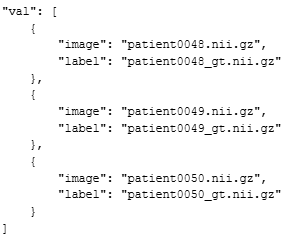 "val": [
    {
        "image": "patient0048.nii.gz",
        "label": "patient0048_gt.nii.gz"
    },
    {
        "image": "patient0049.nii.gz",
        "label": "patient0049_gt.nii.gz"
    },
    {
        "image": "patient0050.nii.gz",
        "label": "patient0050_gt.nii.gz"
    }
]